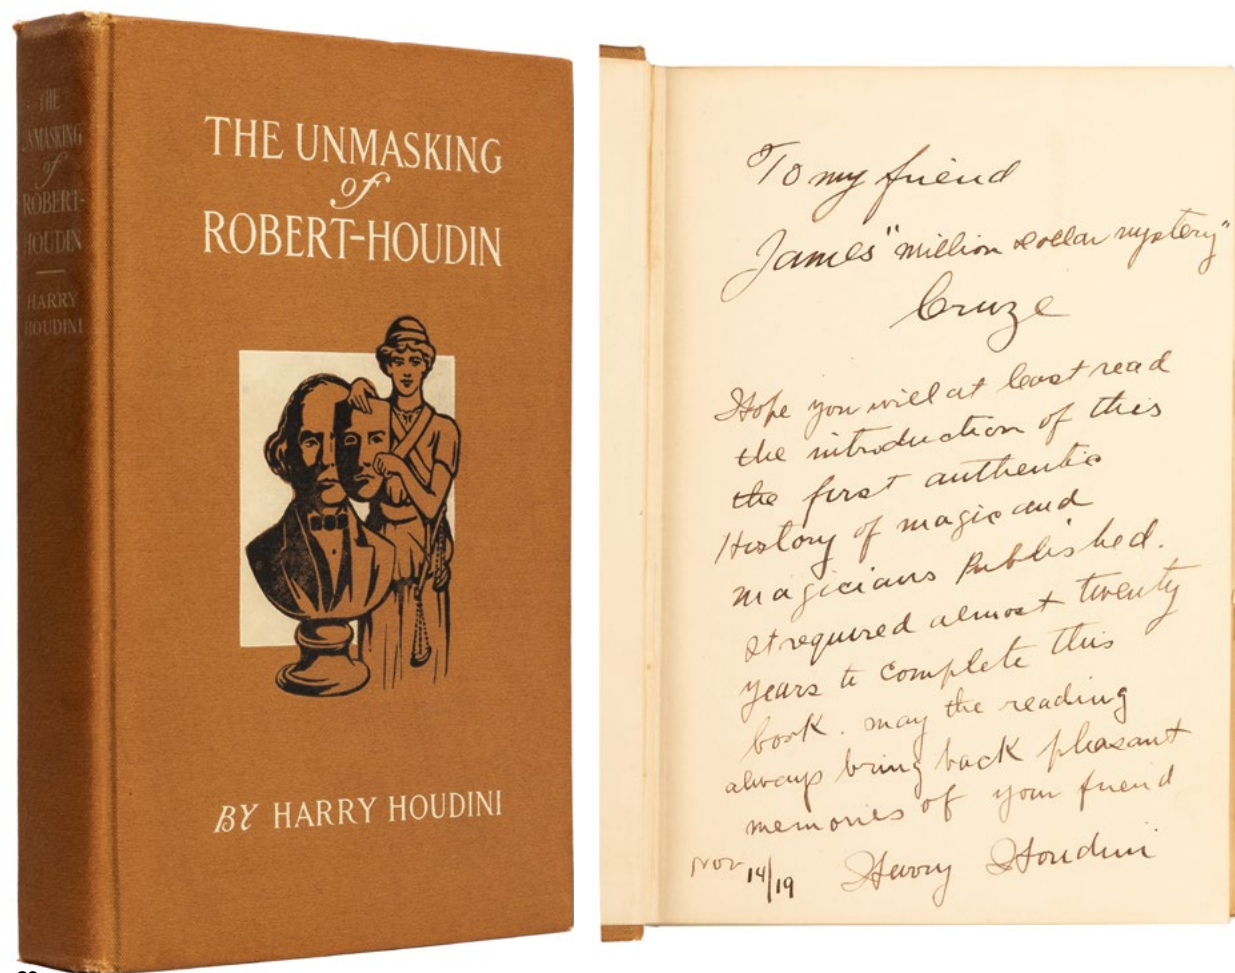 THE
UNMASKING
of
ROBERT-
HOUDIN
HARRY
HOUDINI
THE UNMASKING
of
ROBERT-HOUDIN
BY HARRY HOUDINI
To my friend
James "million dollar mystery"
Cruze
Hope you will at least read
the introduction of this
the first authentic
History of magic and
magicians Published.
It required almost twenty
years to complete this
book. may the reading
always bring back pleasant
memories of your friend
Nov 14/19 Harry Houdini